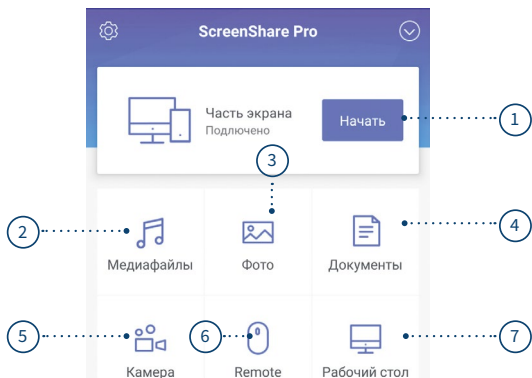 ScreenShare Pro
Часть экрана
Подлючено
Начать
1
3
2
4
Медиафайлы
Фото
Документы
5
6
7
Камера
Remote
Рабочий стол